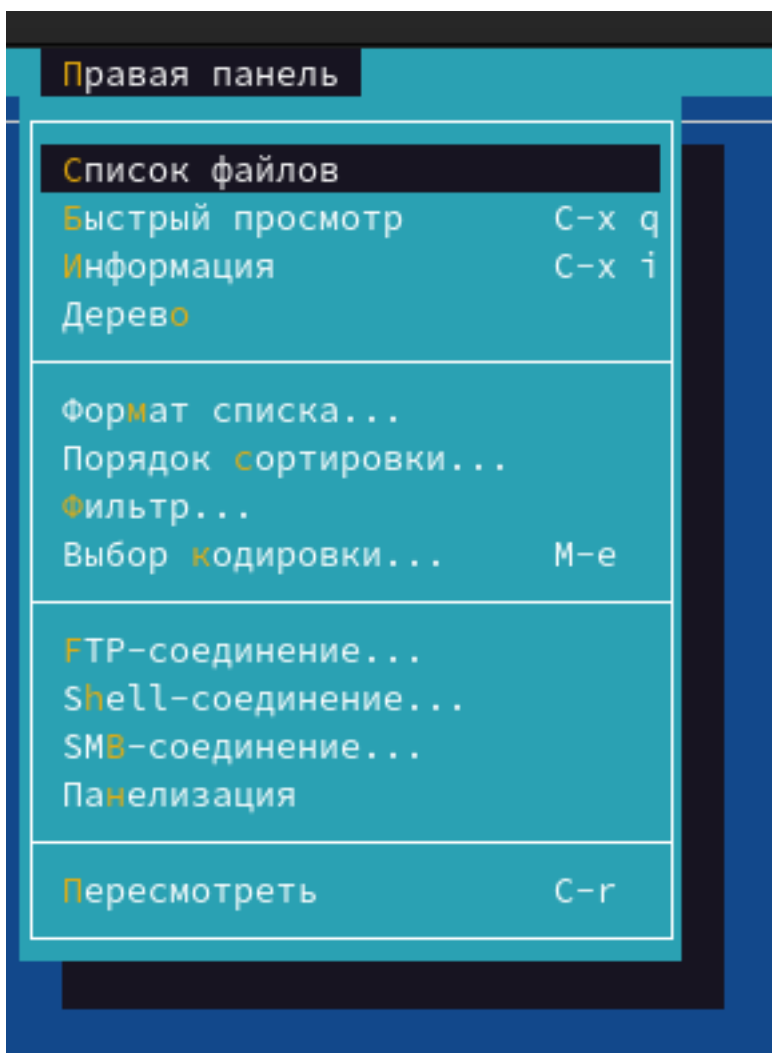 Правая панель
Список файлов
Быстрый просмотр C-x q
Информация C-x i
Дерево
Формат списка...
Порядок сортировки...
Фильтр...
Выбор кодировки... M-e
FTP-соединение...
Shell-соединение...
SMB-соединение...
Панелизация
Пересмотреть C-r